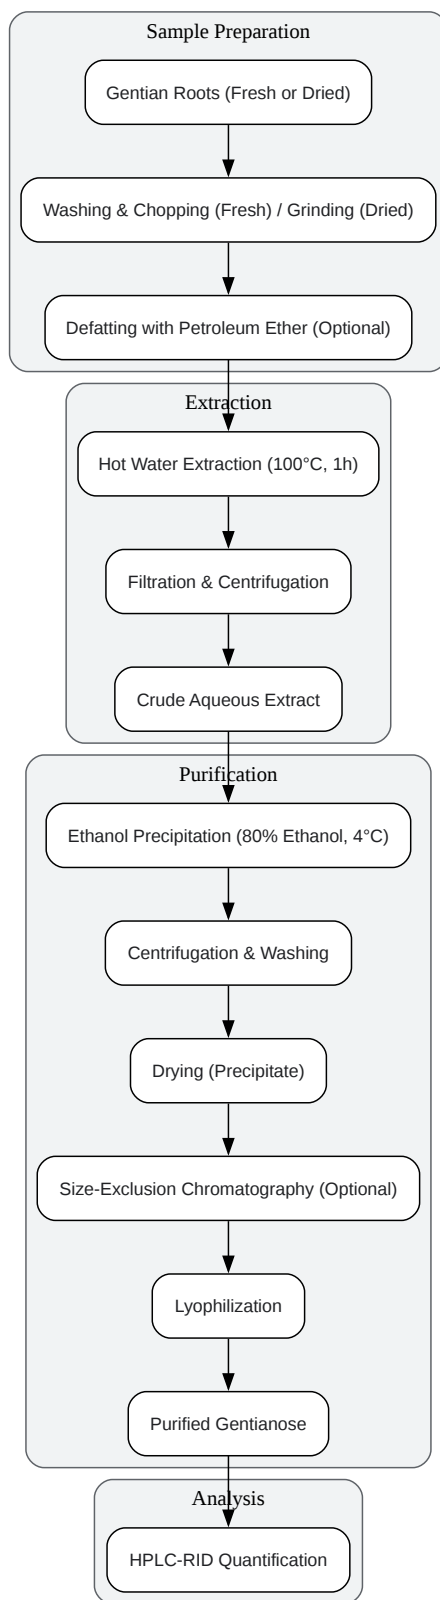 Sample Preparation
Gentian Roots (Fresh or Dried)
Washing & Chopping (Fresh) / Grinding (Dried)
Defatting with Petroleum Ether (Optional)
Extraction
Hot Water Extraction (100°C, 1h)
Filtration & Centrifugation
Crude Aqueous Extract
Purification
Ethanol Precipitation (80% Ethanol, 4°C)
Centrifugation & Washing
Drying (Precipitate)
Size-Exclusion Chromatography (Optional)
Lyophilization
Purified Gentianose
Analysis
HPLC-RID Quantification